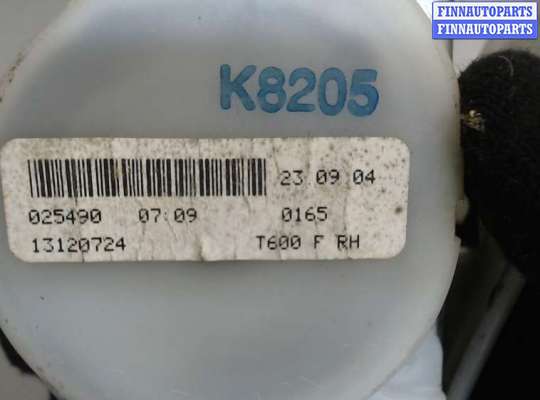 FINNAUTOPARTS
FINNAUTOPARTS
K8205
23 09 04
025490 07:09 0165
13120724 T600 F RH